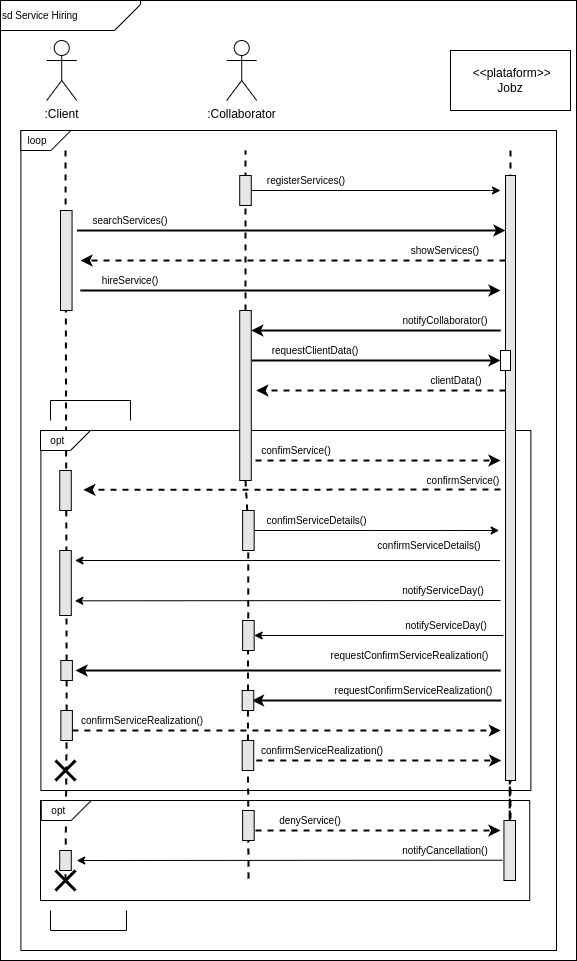 sd Service Hiring
<<plataform>>
Jobz
:Client
:Collaborator
loop
registerServices()
searchServices()
showServices()
hireService()
notifyCollaborator()
requestClientData()
clientData()
opt
confimService()
confirmService()
confimServiceDetails()
confirmServiceDetails()
notifyServiceDay()
notifyServiceDay()
requestConfirmServiceRealization()
requestConfirmServiceRealization()
confirmServiceRealization()
confirmServiceRealization()
opt
denyService()
notifyCancellation()